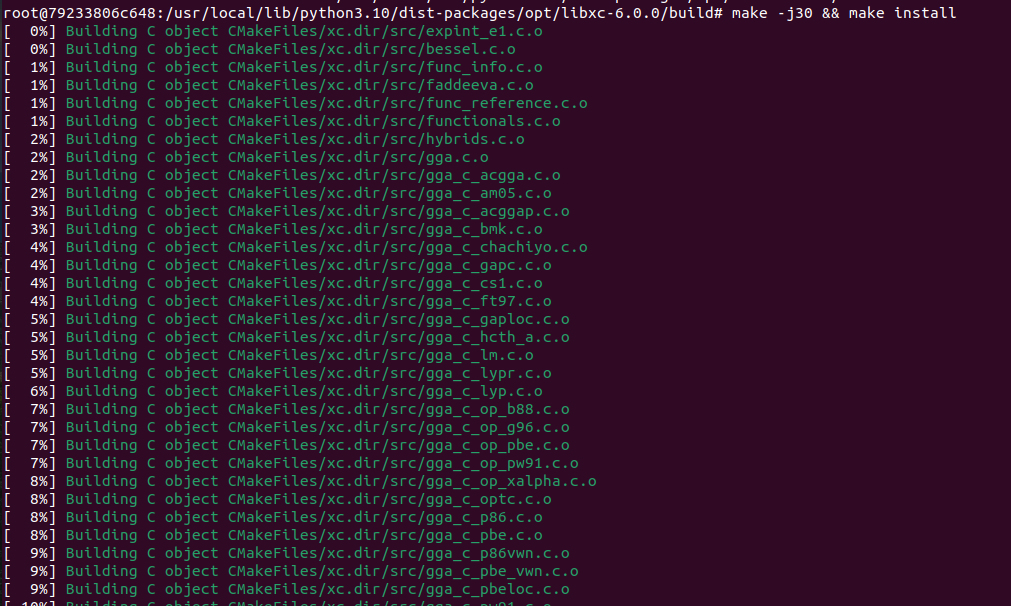 root@79233806c648:/usr/local/lib/python3.10/dist-packages/opt/libxc-6.0.0/build# make -j30 && make install
[  0%] Building C object CMakeFiles/xc.dir/src/expint_e1.c.o
[  0%] Building C object CMakeFiles/xc.dir/src/bessel.c.o
[  1%] Building C object CMakeFiles/xc.dir/src/func_info.c.o
[  1%] Building C object CMakeFiles/xc.dir/src/faddeeva.c.o
[  1%] Building C object CMakeFiles/xc.dir/src/func_reference.c.o
[  1%] Building C object CMakeFiles/xc.dir/src/functionals.c.o
[  2%] Building C object CMakeFiles/xc.dir/src/hybrids.c.o
[  2%] Building C object CMakeFiles/xc.dir/src/gga.c.o
[  2%] Building C object CMakeFiles/xc.dir/src/gga_c_acgga.c.o
[  2%] Building C object CMakeFiles/xc.dir/src/gga_c_am05.c.o
[  3%] Building C object CMakeFiles/xc.dir/src/gga_c_acggap.c.o
[  3%] Building C object CMakeFiles/xc.dir/src/gga_c_bmk.c.o
[  4%] Building C object CMakeFiles/xc.dir/src/gga_c_chachiyo.c.o
[  4%] Building C object CMakeFiles/xc.dir/src/gga_c_gapc.c.o
[  4%] Building C object CMakeFiles/xc.dir/src/gga_c_cs1.c.o
[  4%] Building C object CMakeFiles/xc.dir/src/gga_c_ft97.c.o
[  5%] Building C object CMakeFiles/xc.dir/src/gga_c_gaploc.c.o
[  5%] Building C object CMakeFiles/xc.dir/src/gga_c_hcth_a.c.o
[  5%] Building C object CMakeFiles/xc.dir/src/gga_c_lm.c.o
[  5%] Building C object CMakeFiles/xc.dir/src/gga_c_lypr.c.o
[  6%] Building C object CMakeFiles/xc.dir/src/gga_c_lyp.c.o
[  7%] Building C object CMakeFiles/xc.dir/src/gga_c_op_b88.c.o
[  7%] Building C object CMakeFiles/xc.dir/src/gga_c_op_g96.c.o
[  7%] Building C object CMakeFiles/xc.dir/src/gga_c_op_pbe.c.o
[  7%] Building C object CMakeFiles/xc.dir/src/gga_c_op_pw91.c.o
[  8%] Building C object CMakeFiles/xc.dir/src/gga_c_op_xalpha.c.o
[  8%] Building C object CMakeFiles/xc.dir/src/gga_c_optc.c.o
[  8%] Building C object CMakeFiles/xc.dir/src/gga_c_p86.c.o
[  8%] Building C object CMakeFiles/xc.dir/src/gga_c_pbe.c.o
[  9%] Building C object CMakeFiles/xc.dir/src/gga_c_p86vwn.c.o
[  9%] Building C object CMakeFiles/xc.dir/src/gga_c_pbe_vwn.c.o
[  9%] Building C object CMakeFiles/xc.dir/src/gga_c_pbeloc.c.o
[ 10%] Building C object CMakeFiles/xc.dir/src/gga_c_pw91.c.o